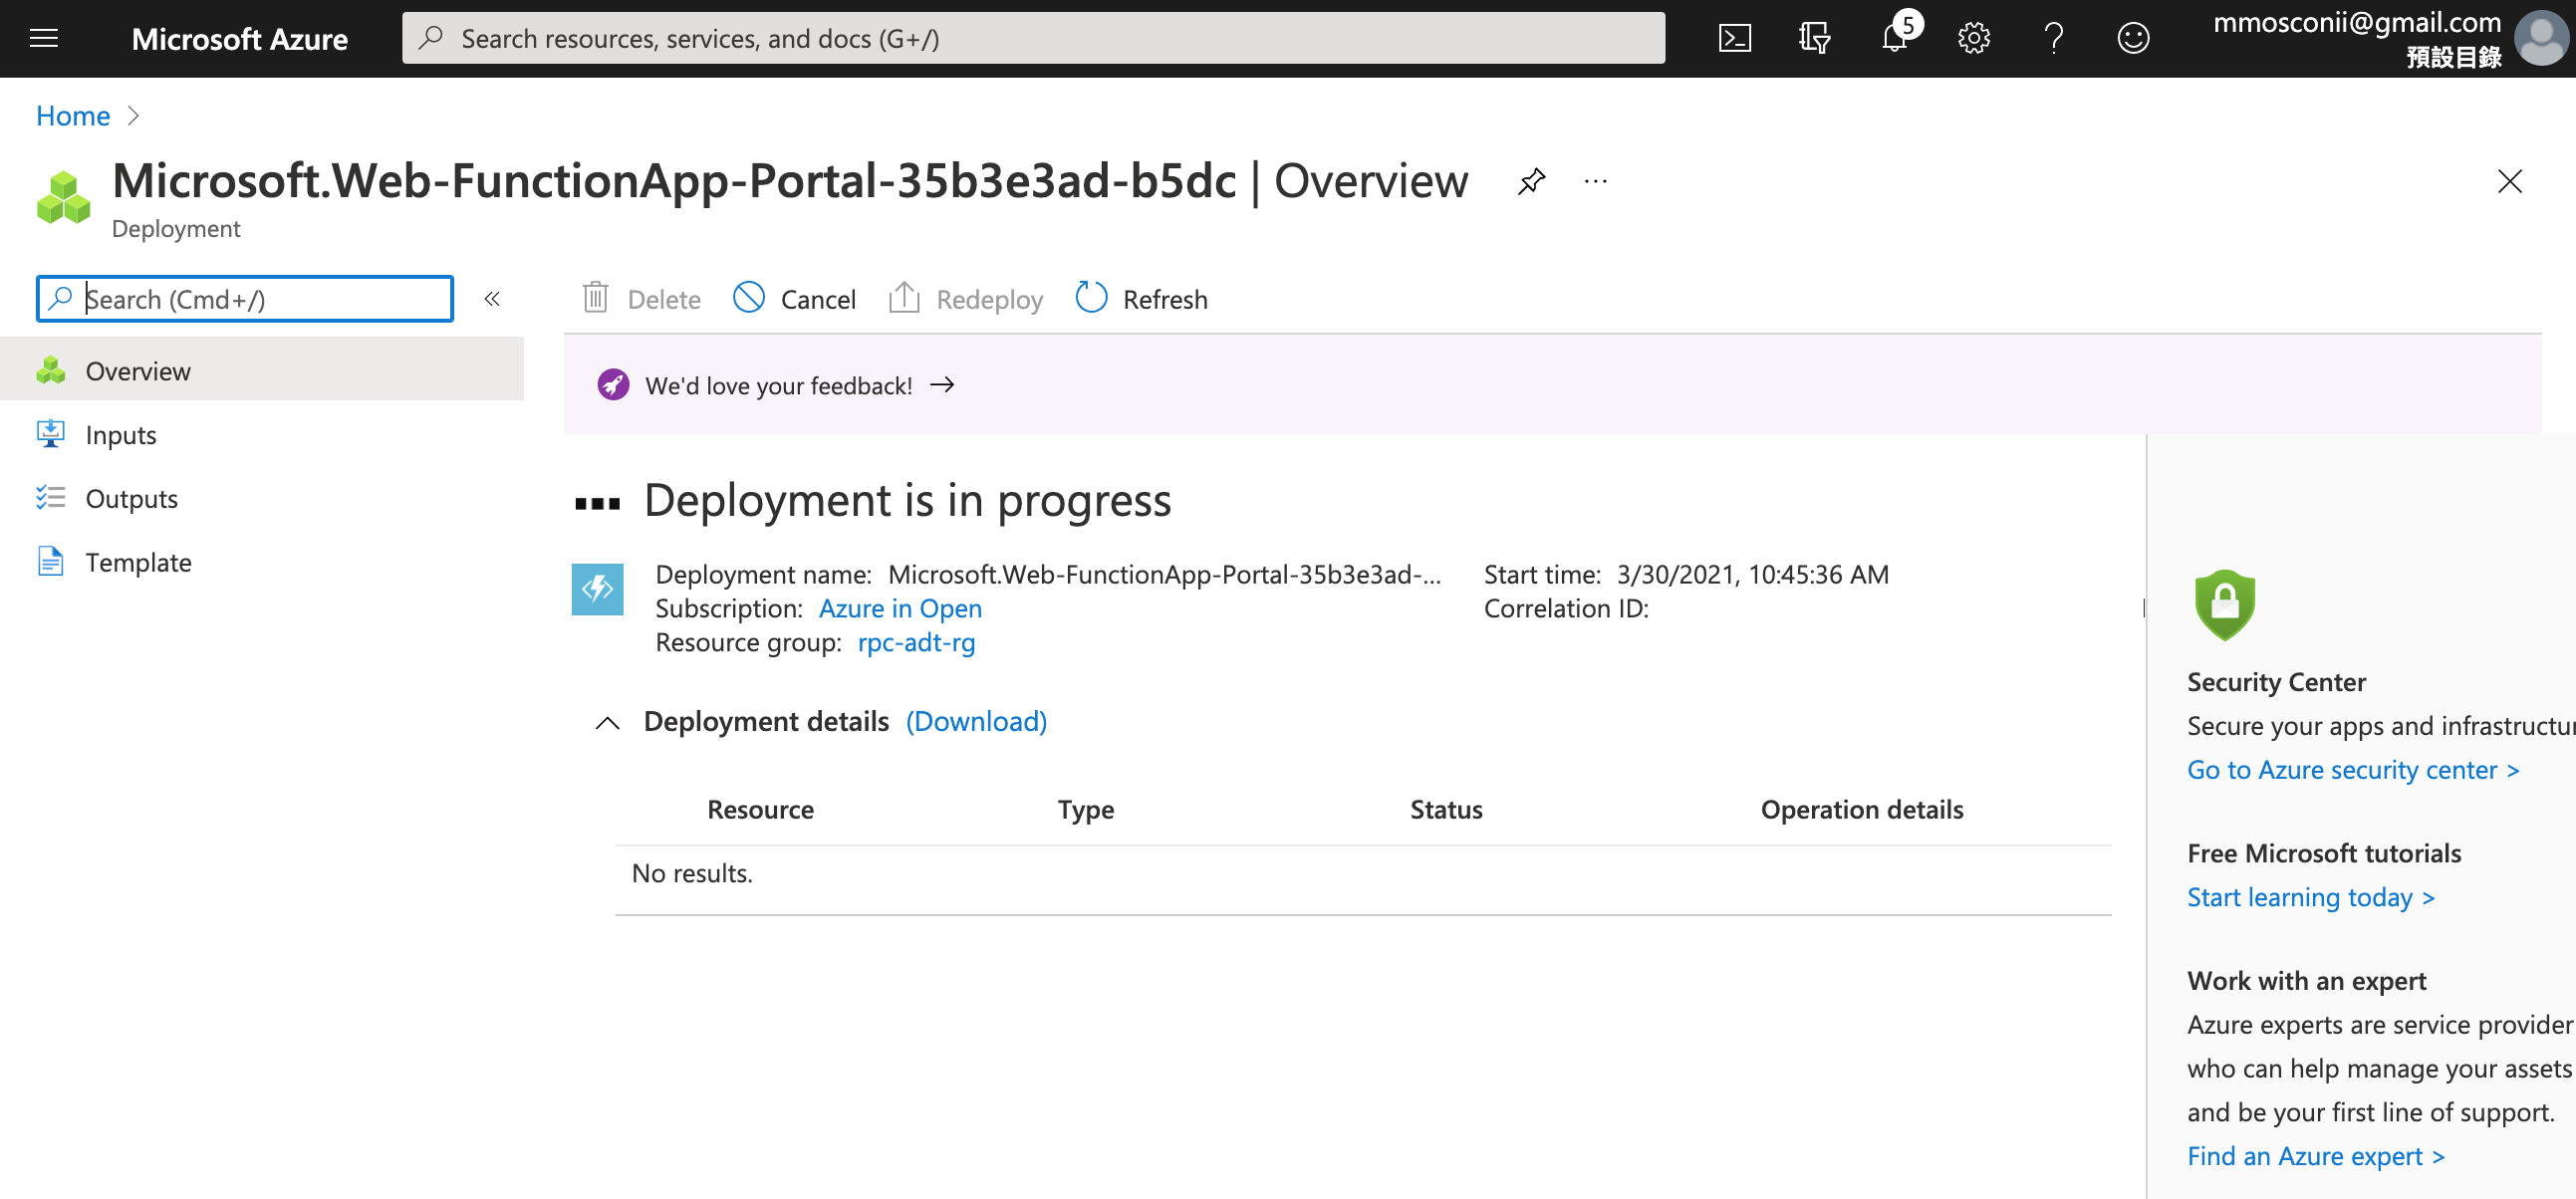 Microsoft Azure
Search resources, services, and docs (G+/)
5
mmosconii@gmail.com
預設目錄
Home
Microsoft.Web-FunctionApp-Portal-35b3e3ad-b5dc | Overview
Deployment
Search (Cmd+/)
Delete
Cancel
Redeploy
Refresh
Overview
Inputs
Outputs
Template
We'd love your feedback!
Deployment is in progress
Deployment name: Microsoft.Web-FunctionApp-Portal-35b3e3ad-...
Subscription: Azure in Open
Resource group: rpc-adt-rg
Start time: 3/30/2021, 10:45:36 AM
Correlation ID:
Deployment details (Download)
Resource Type Status Operation details
No results.
Security Center
Secure your apps and infrastructu
Go to Azure security center >
Free Microsoft tutorials
Start learning today >
Work with an expert
Azure experts are service provider
who can help manage your assets
and be your first line of support.
Find an Azure expert >